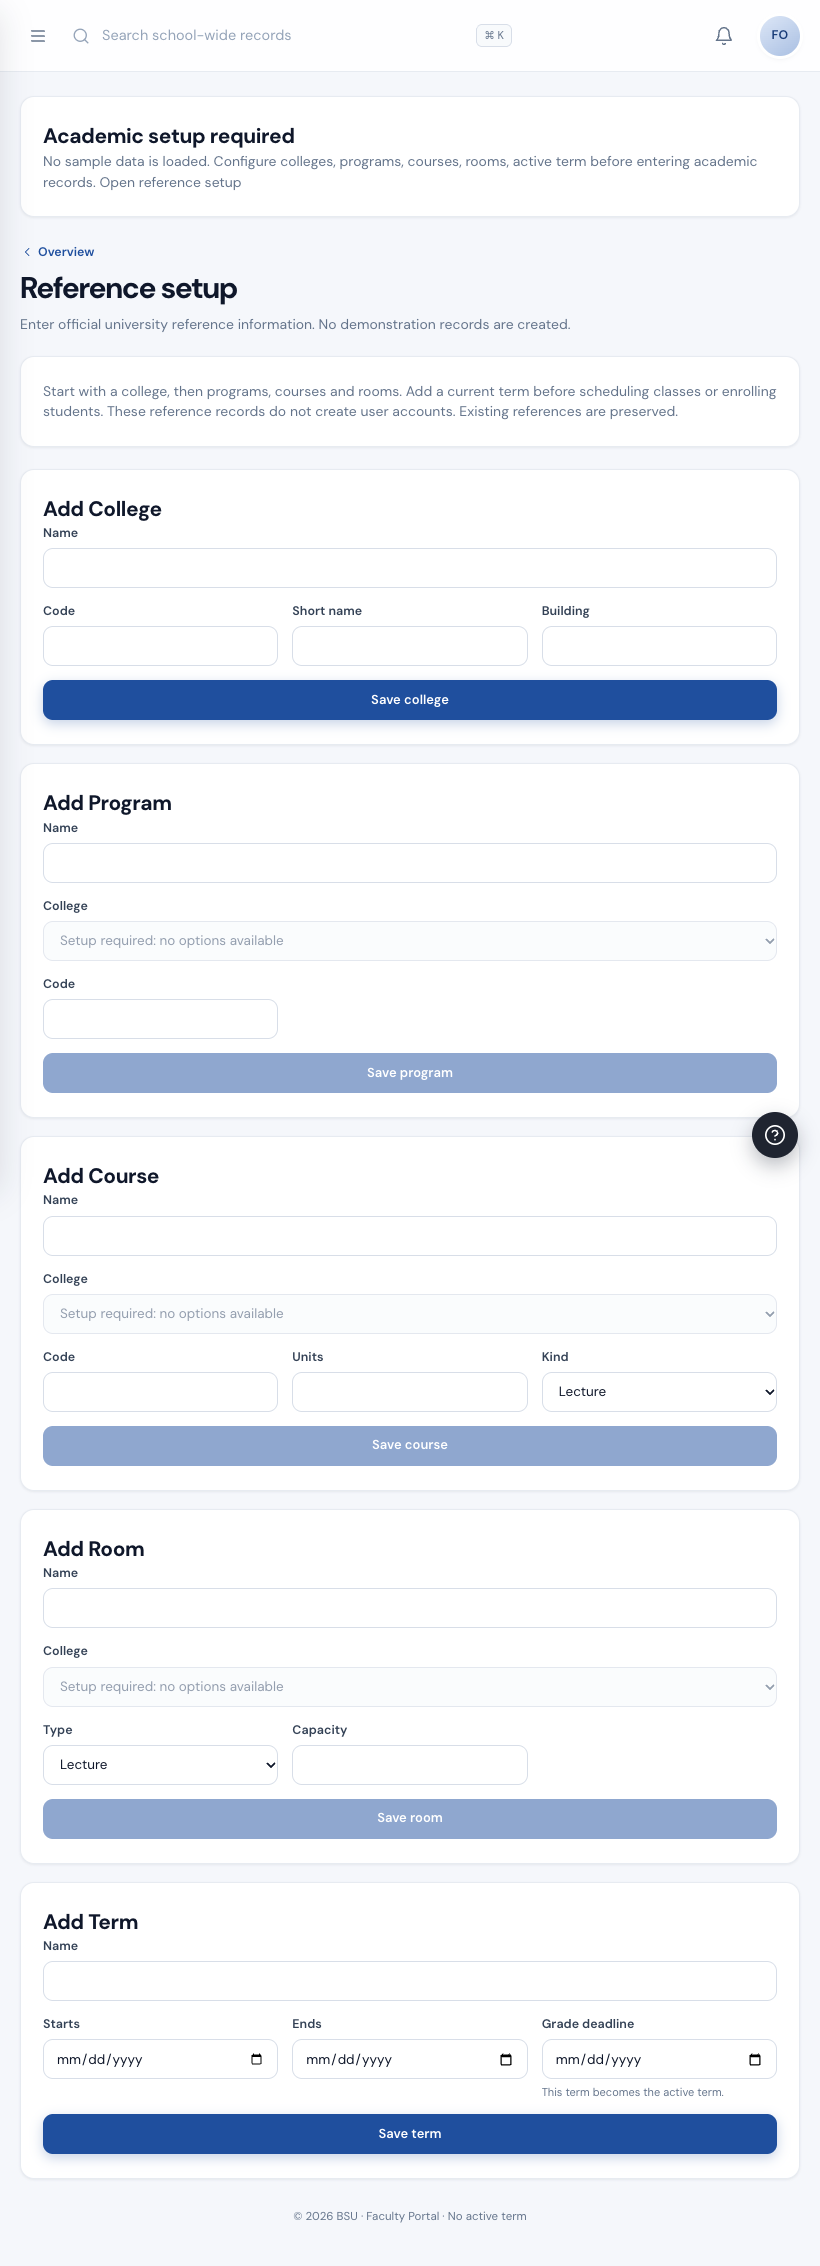 Search school-wide records
⌘ K
FO
Academic setup required
No sample data is loaded. Configure colleges, programs, courses, rooms, active term before entering academic
records. Open reference setup
Overview
Reference setup
Enter official university reference information. No demonstration records are created.
Start with a college, then programs, courses and rooms. Add a current term before scheduling classes or enrolling
students. These reference records do not create user accounts. Existing references are preserved.
Add College
Name
Code Short name Building
Save college
Add Program
Name
College
Setup required: no options available
Code
Save program
Add Course
Name
College
Setup required: no options available
Code Units Kind
Lecture
Save course
Add Room
Name
College
Setup required: no options available
Type Capacity
Lecture
Save room
Add Term
Name
Starts Ends Grade deadline
mm/dd/yyyy mm/dd/yyyy mm/dd/yyyy
This term becomes the active term.
Save term
© 2026 BSU · Faculty Portal · No active term